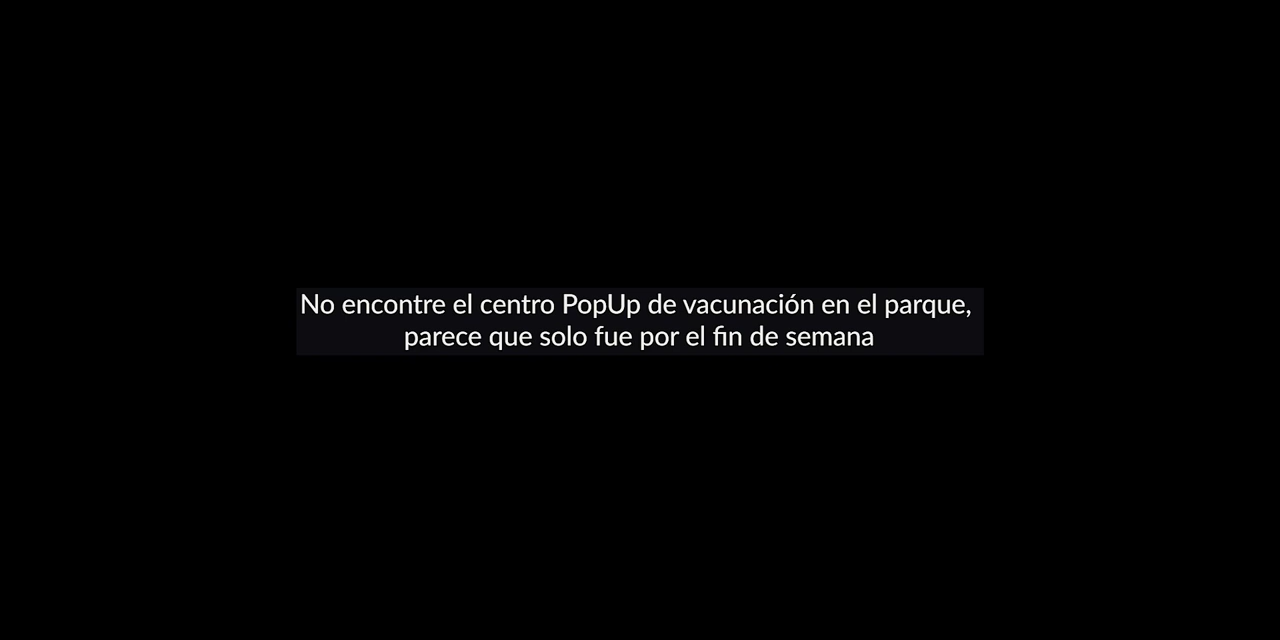 No encontre el centro PopUp de vacunación en el parque,
parece que solo fue por el fin de semana